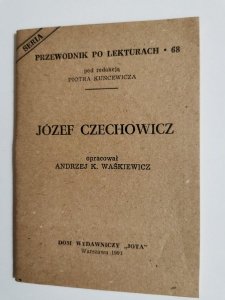 SERIA
PRZEWODNIK PO LEKTURACH • 68
pod redakcją
PIOTRA KUNCEWICZA
JÓZEF CZECHOWICZ
opracował
ANDRZEJ K. WAŚKIEWICZ
DOM WYDAWNICZY „JOTA"
Warszawa 1991